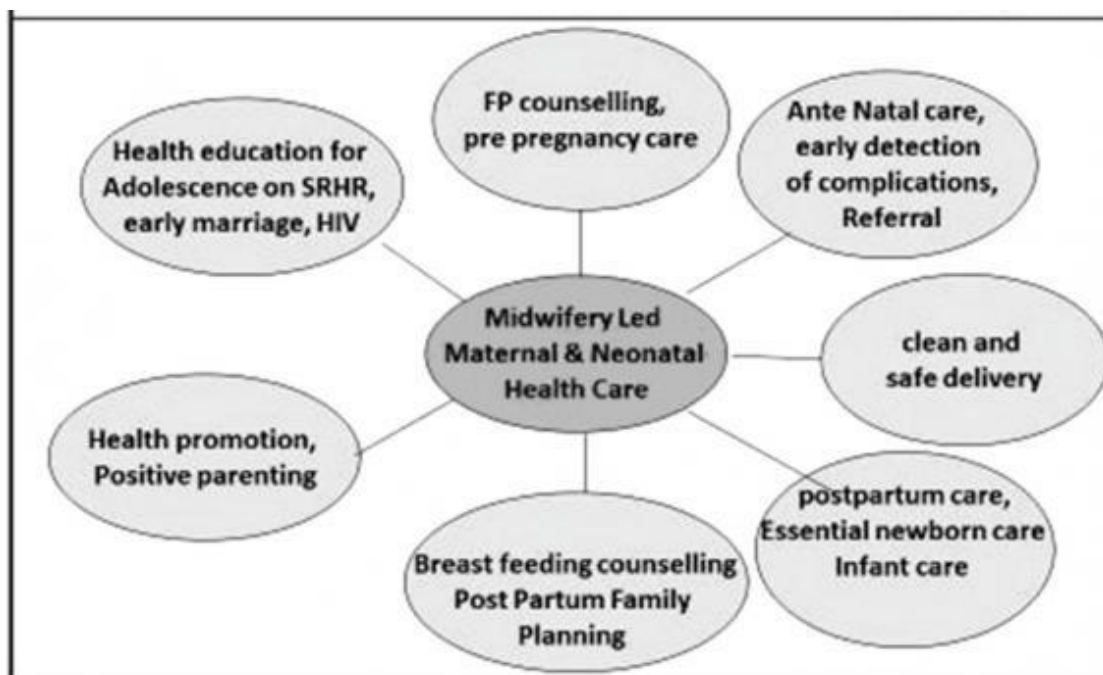 FP counselling,
pre pregnancy care
Ante Natal care,
early detection
of complications,
Referral
Health education for
Adolescence on SRHR,
early marriage, HIV
Midwifery Led
Maternal & Neonatal
Health Care
clean and
safe delivery
Health promotion,
Positive parenting
postpartum care,
Essential newborn care
Infant care
Breast feeding counselling
Post Partum Family
Planning